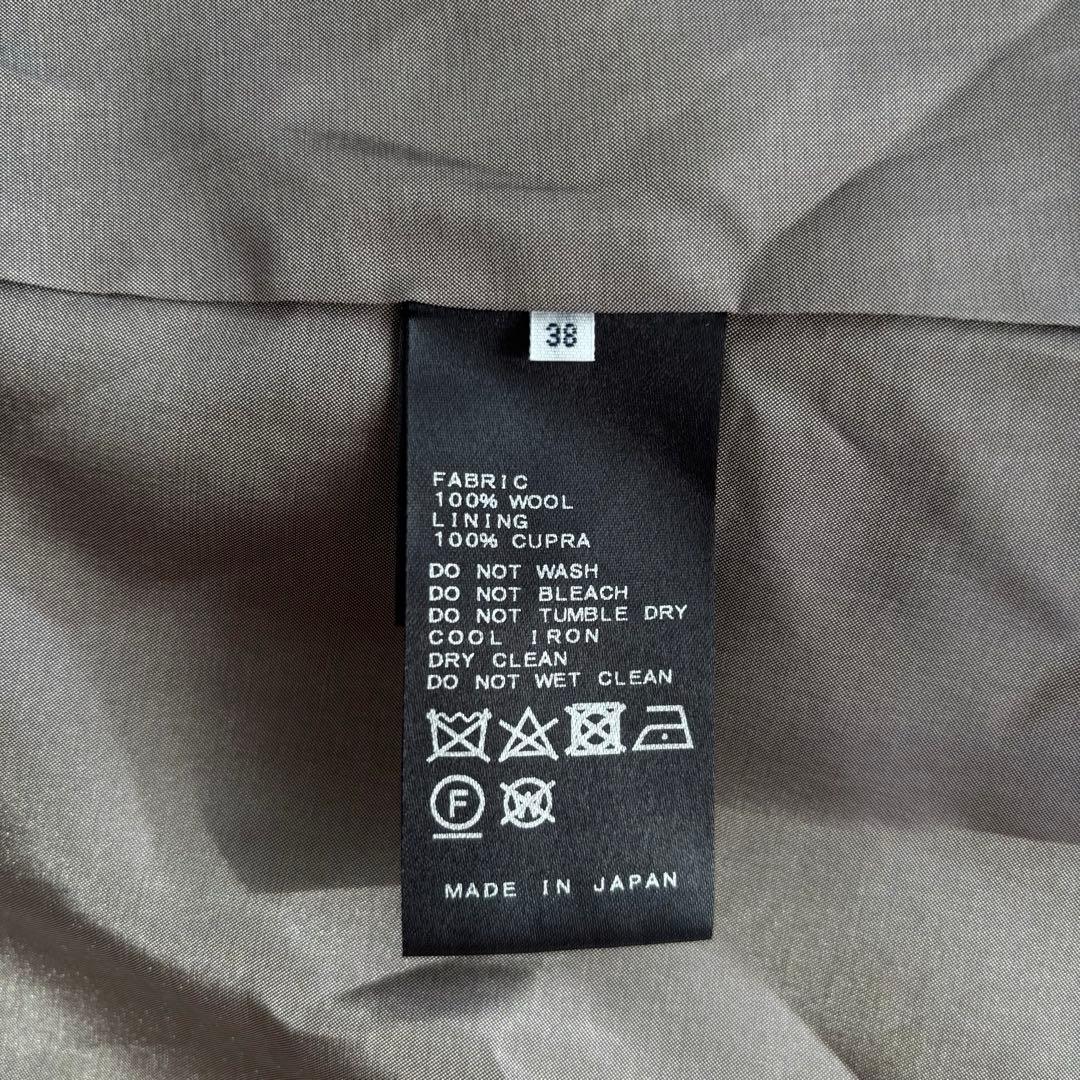 38
FABRIC
100% WOOL
LINING
100% CUPRA
DO NOT WASH
DO NOT BLEACH
DO NOT TUMBLE DRY
COOL IRON
DRY CLEAN
DO NOT WET CLEAN
F W
MADE IN JAPAN